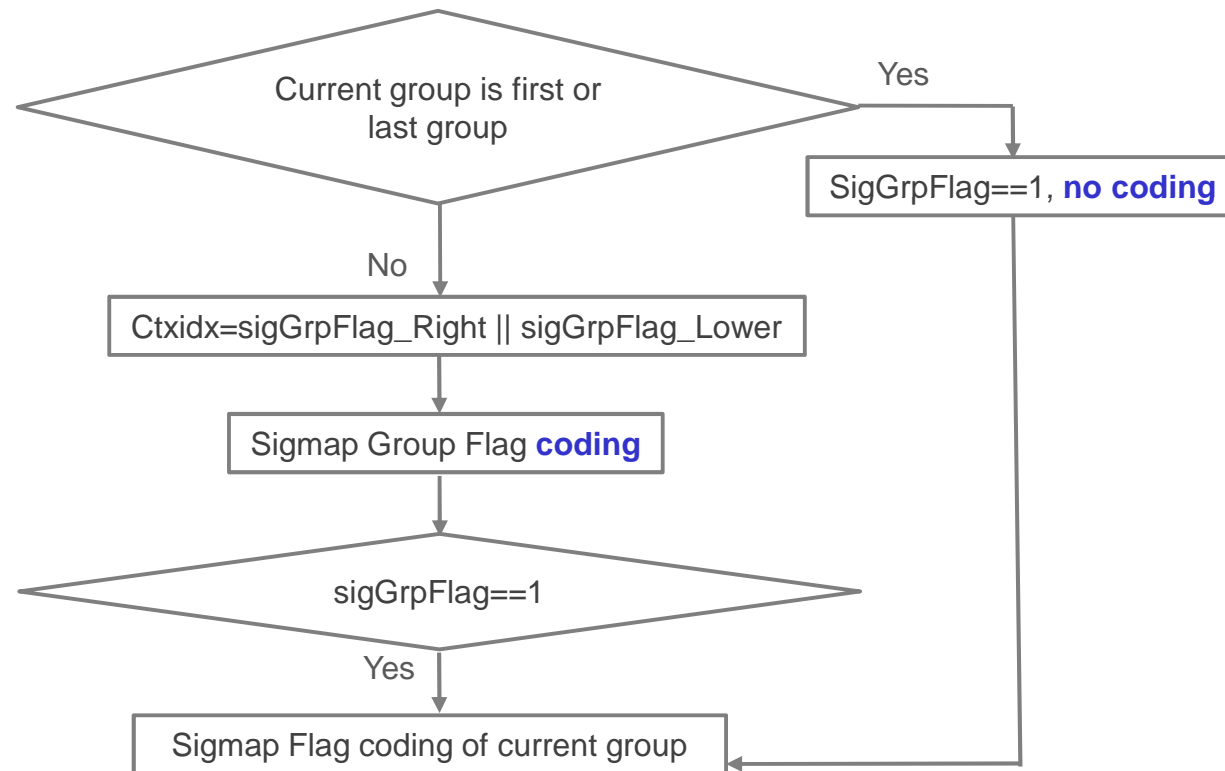 Current group is first or
last group
Yes
SigGrpFlag==1, no coding
No
Ctxidx=sigGrpFlag_Right || sigGrpFlag_Lower
Sigmap Group Flag coding
sigGrpFlag==1
Yes
Sigmap Flag coding of current group